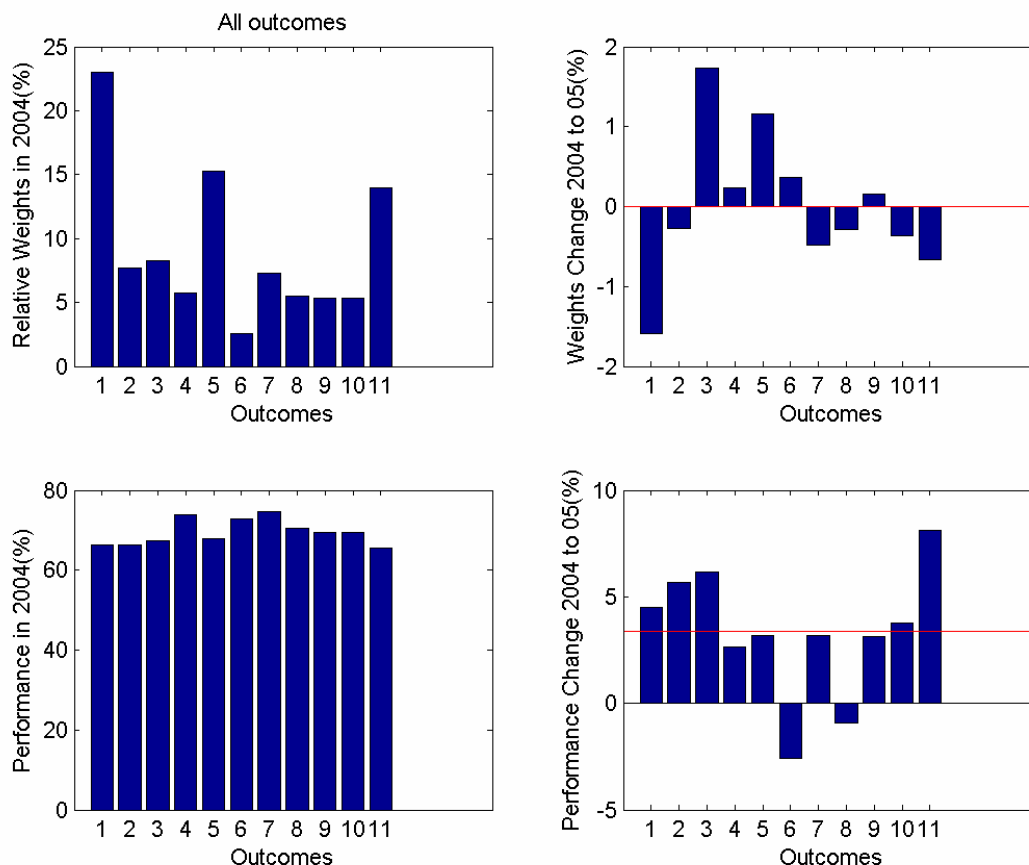 All outcomes
Relative Weights in 2004(%)
25
20
15
10
5
0
1 2 3 4 5 6 7 8 9 10 11
Outcomes
Weights Change 2004 to 05(%)
2
1
0
-1
-2
1 2 3 4 5 6 7 8 9 10 11
Outcomes
Performance in 2004(%)
80
60
40
20
0
1 2 3 4 5 6 7 8 9 10 11
Outcomes
Performance Change 2004 to 05(%)
10
5
0
-5
1 2 3 4 5 6 7 8 9 10 11
Outcomes